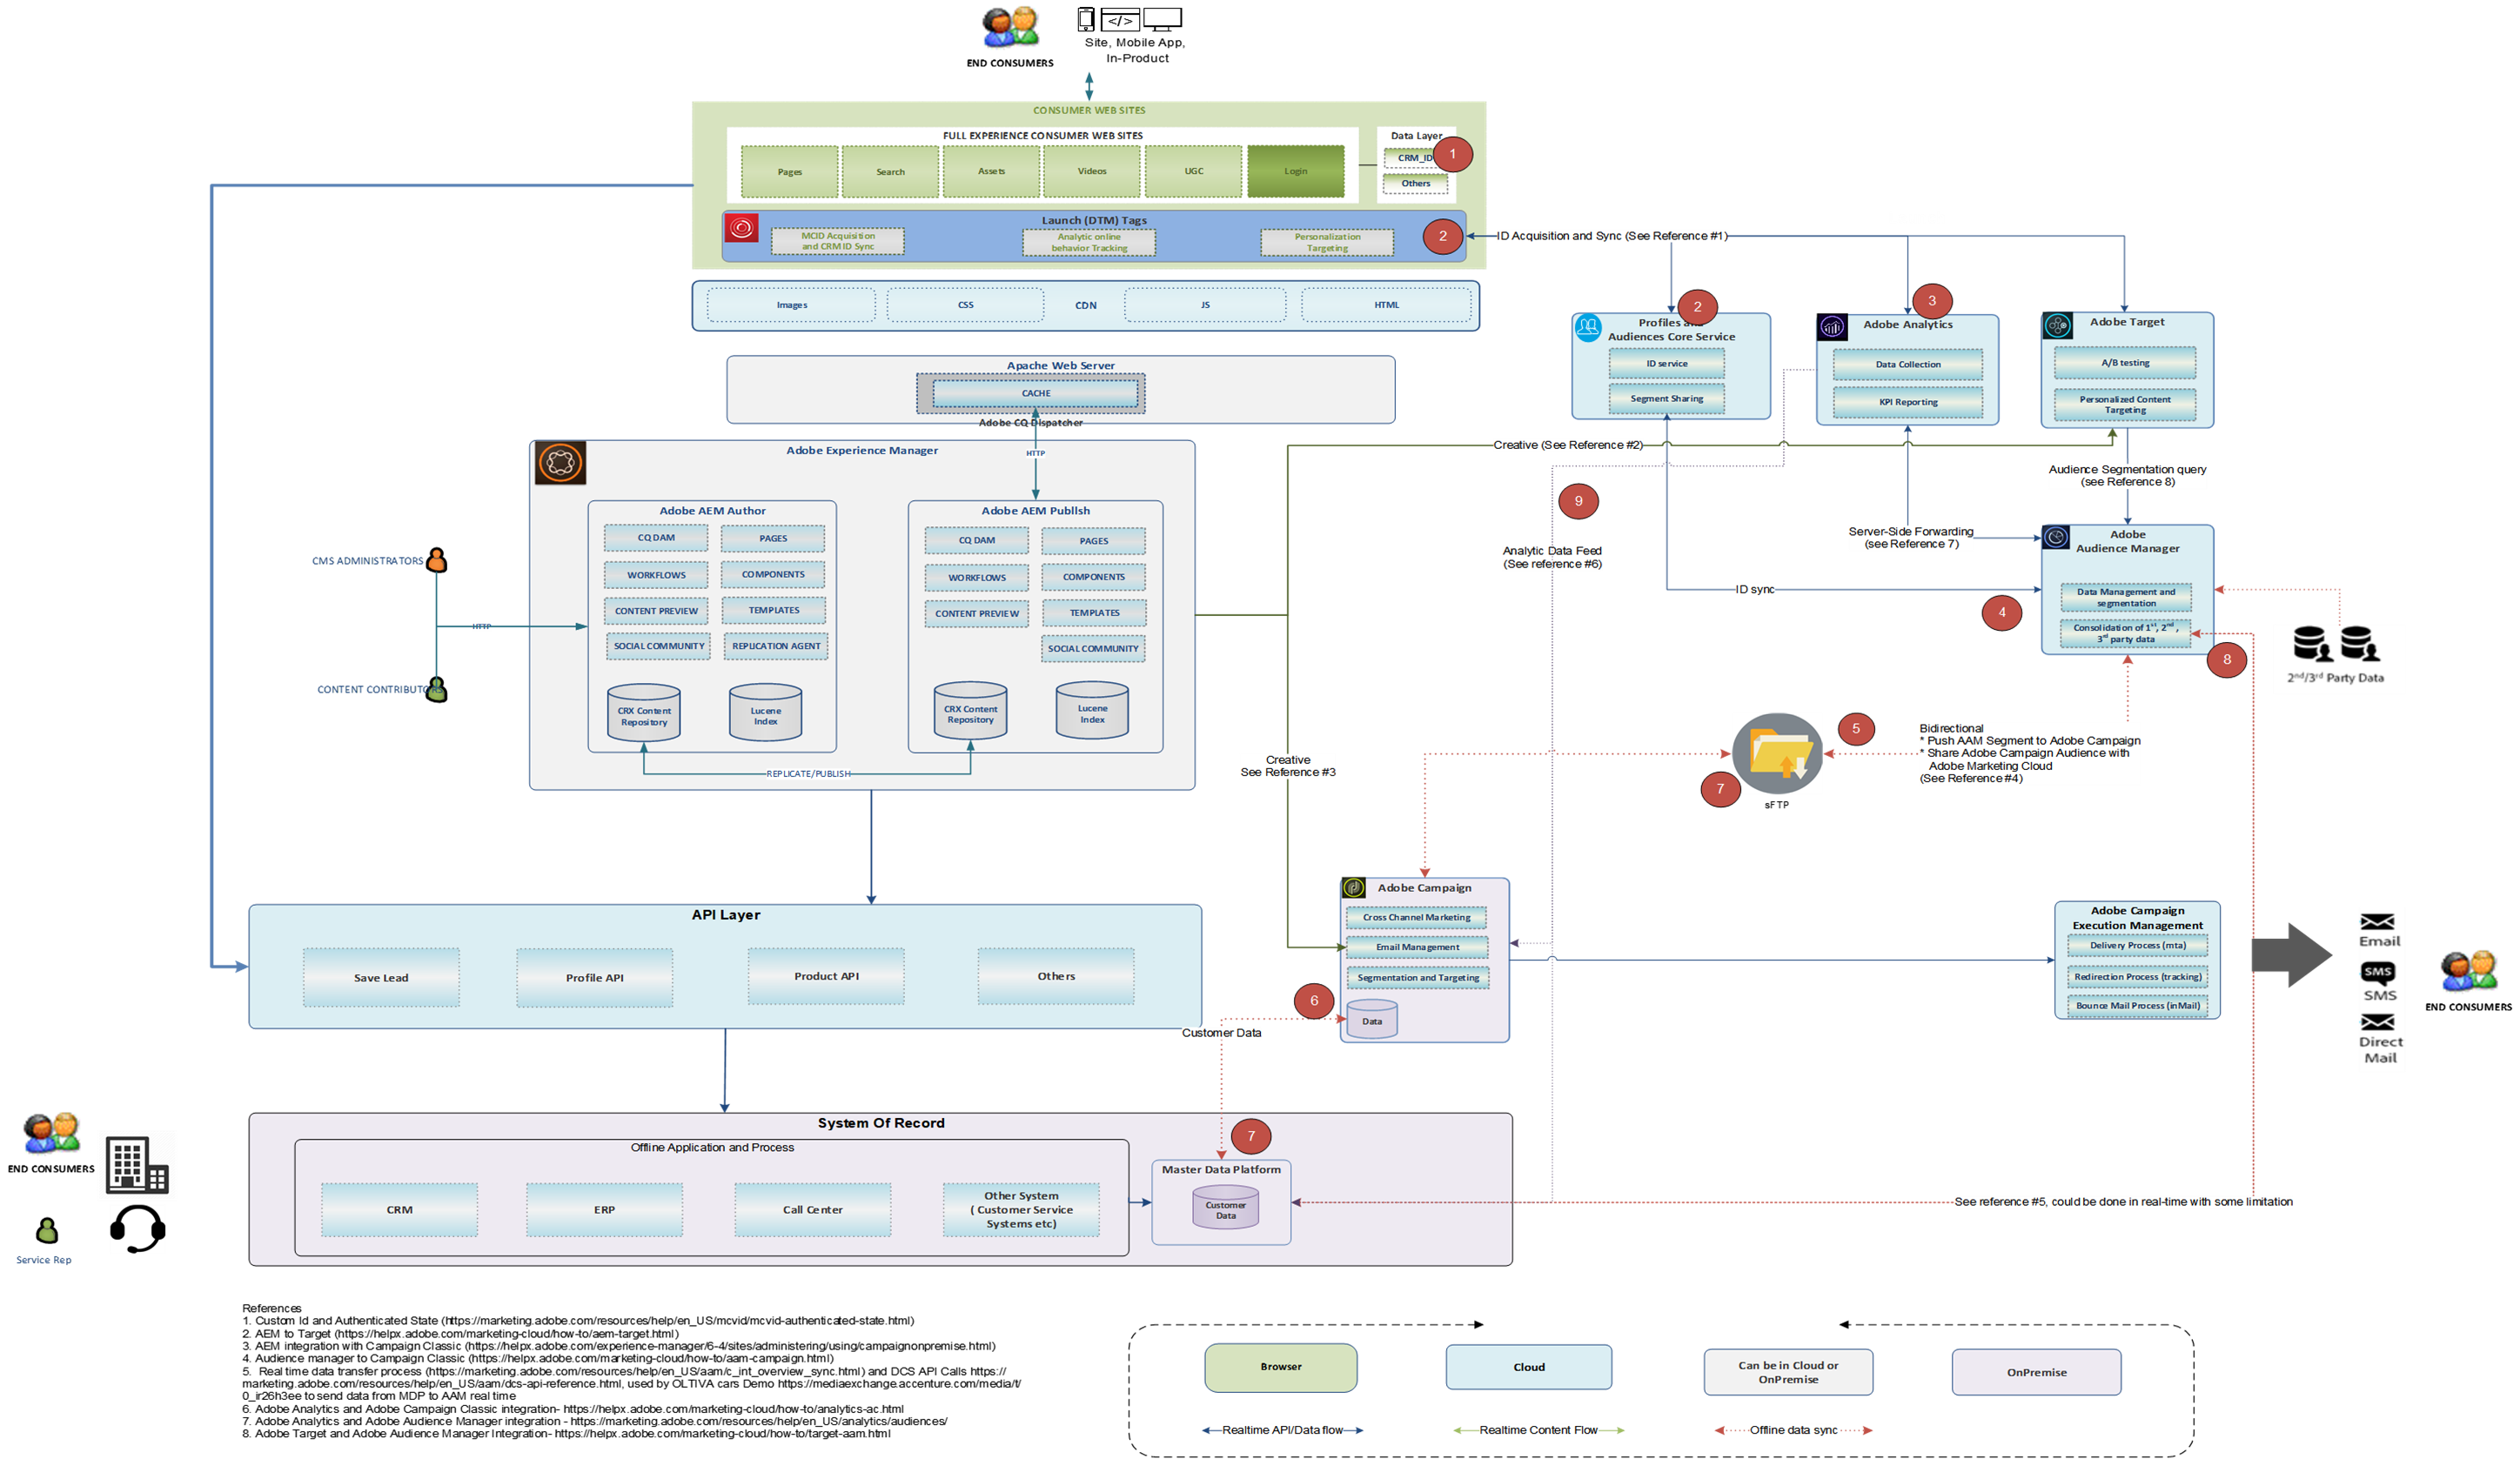 END CONSUMERS
</>
Site, Mobile App,
In-Product
CONSUMER WEB SITES
FULL EXPERIENCE CONSUMER WEB SITES
Pages
Search
Assets
Videos
UGC
Login
Data Layer
CRM_ID
1
Others
Launch (DTM) Tags
MCID Acquisition
and CRM ID Sync
Analytic online
behavior Tracking
Personalization
Targeting
2
ID Acquisition and Sync (See Reference #1)
Images
CSS
CDN
JS
HTML
Apache Web Server
CACHE
Adobe CQ Dispatcher
HTTP
2
Profiles and
Audiences Core Service
ID service
Segment Sharing
3
Adobe Analytics
Data Collection
KPI Reporting
Adobe Target
A/B testing
Personalized Content
Targeting
Creative (See Reference #2)
Audience Segmentation query
(see Reference 8)
9
Analytic Data Feed
(See reference #6)
Server-Side Forwarding
(see Reference 7)
ID sync
Adobe
Audience Manager
Data Management and
segmentation
Consolidation of 1st, 2nd ,
3rd party data
4
8
2nd/3rd Party Data
Adobe Experience Manager
Adobe AEM Author
CQ DAM
PAGES
WORKFLOWS
COMPONENTS
CONTENT PREVIEW
TEMPLATES
SOCIAL COMMUNITY
REPLICATION AGENT
CRX Content
Repository
Lucene
Index
Adobe AEM Publlsh
CQ DAM
PAGES
WORKFLOWS
COMPONENTS
CONTENT PREVIEW
TEMPLATES
SOCIAL COMMUNITY
CRX Content
Repository
Lucene
Index
REPLICATE/PUBLISH
CMS ADMINISTRATORS
HTTP
CONTENT CONTRIBUTORS
Creative
See Reference #3
5
7
sFTP
Bidirectional
* Push AAM Segment to Adobe Campaign
* Share Adobe Campaign Audience with
Adobe Marketing Cloud
(See Reference #4)
API Layer
Save Lead
Profile API
Product API
Others
Adobe Campaign
Cross Channel Marketing
Email Management
Segmentation and Targeting
Data
6
Customer Data
Adobe Campaign
Execution Management
Delivery Process (mta)
Redirection Process (tracking)
Bounce Mail Process (inMail)
Email
SMS
SMS
Direct
Mail
END CONSUMERS
END CONSUMERS
Service Rep
System Of Record
Offline Application and Process
CRM
ERP
Call Center
Other System
( Customer Service
Systems etc)
7
Master Data Platform
Customer
Data
See reference #5, could be done in real-time with some limitation
References
1. Custom Id and Authenticated State (https://marketing.adobe.com/resources/help/en_US/mcvid/mcvid-authenticated-state.html)
2. AEM to Target (https://helpx.adobe.com/marketing-cloud/how-to/aem-target.html)
3. AEM integration with Campaign Classic (https://helpx.adobe.com/experience-manager/6-4/sites/administering/using/campaignonpremise.html)
4. Audience manager to Campaign Classic (https://helpx.adobe.com/marketing-cloud/how-to/aam-campaign.html)
5. Real time data transfer process (https://marketing.adobe.com/resources/help/en_US/aam/c_int_overview_sync.html) and DCS API Calls https://
marketing.adobe.com/resources/help/en_US/aam/dcs-api-reference.html, used by OLTIVA cars Demo https://mediaexchange.accenture.com/media/t/
0_ir26h3ee to send data from MDP to AAM real time
6. Adobe Analytics and Adobe Campaign Classic integration- https://helpx.adobe.com/marketing-cloud/how-to/analytics-ac.html
7. Adobe Analytics and Adobe Audience Manager integration - https://marketing.adobe.com/resources/help/en_US/analytics/audiences/
8. Adobe Target and Adobe Audience Manager Integration- https://helpx.adobe.com/marketing-cloud/how-to/target-aam.html
Browser
Cloud
Can be in Cloud or
OnPremise
OnPremise
Realtime API/Data flow
Realtime Content Flow
Offline data sync